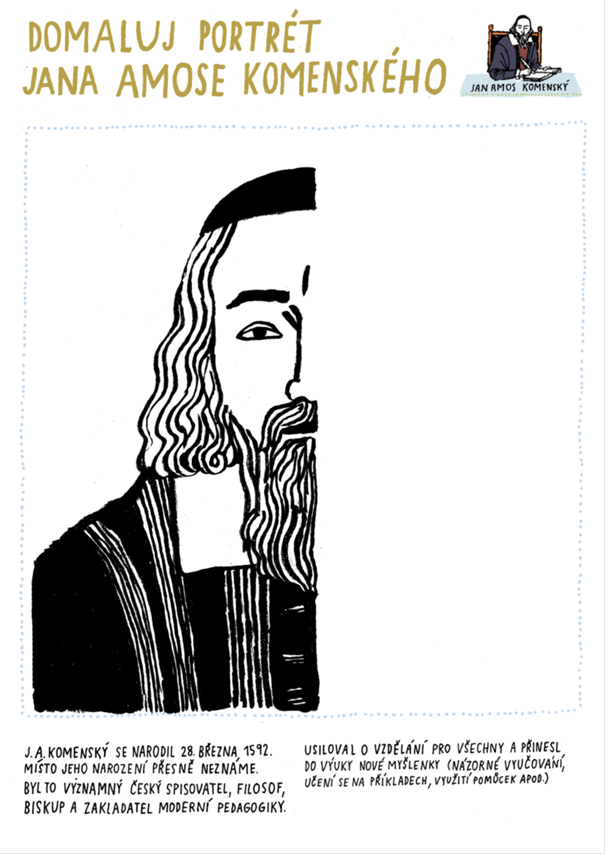 DOMALUJ PORTRÉT
JANA AMOSE KOMENSKÉHO
JAN AMOS KOMENSKÝ
J. A. KOMENSKÝ SE NARODIL 28. BŘEZNA, 1592.
MÍSTO JEHO NAROZENÍ PŘESNĚ NEZNÁME.
BYL TO VÝZNAMNÝ ČESKÝ SPISOVATEL, FILOSOF,
BISKUP A ZAKLADATEL MODERNÍ PEDAGOGIKY.
USILOVAL O VZDĚLÁNÍ PRO VŠECHNY A PŘINESL
DO VÝUKY NOVÉ MYŠLENKY (NÁZORNÉ VYUČOVÁNÍ,
UČENÍ SE NA PŘÍKLADECH, VYUŽITÍ POMŮCEK APOD.)